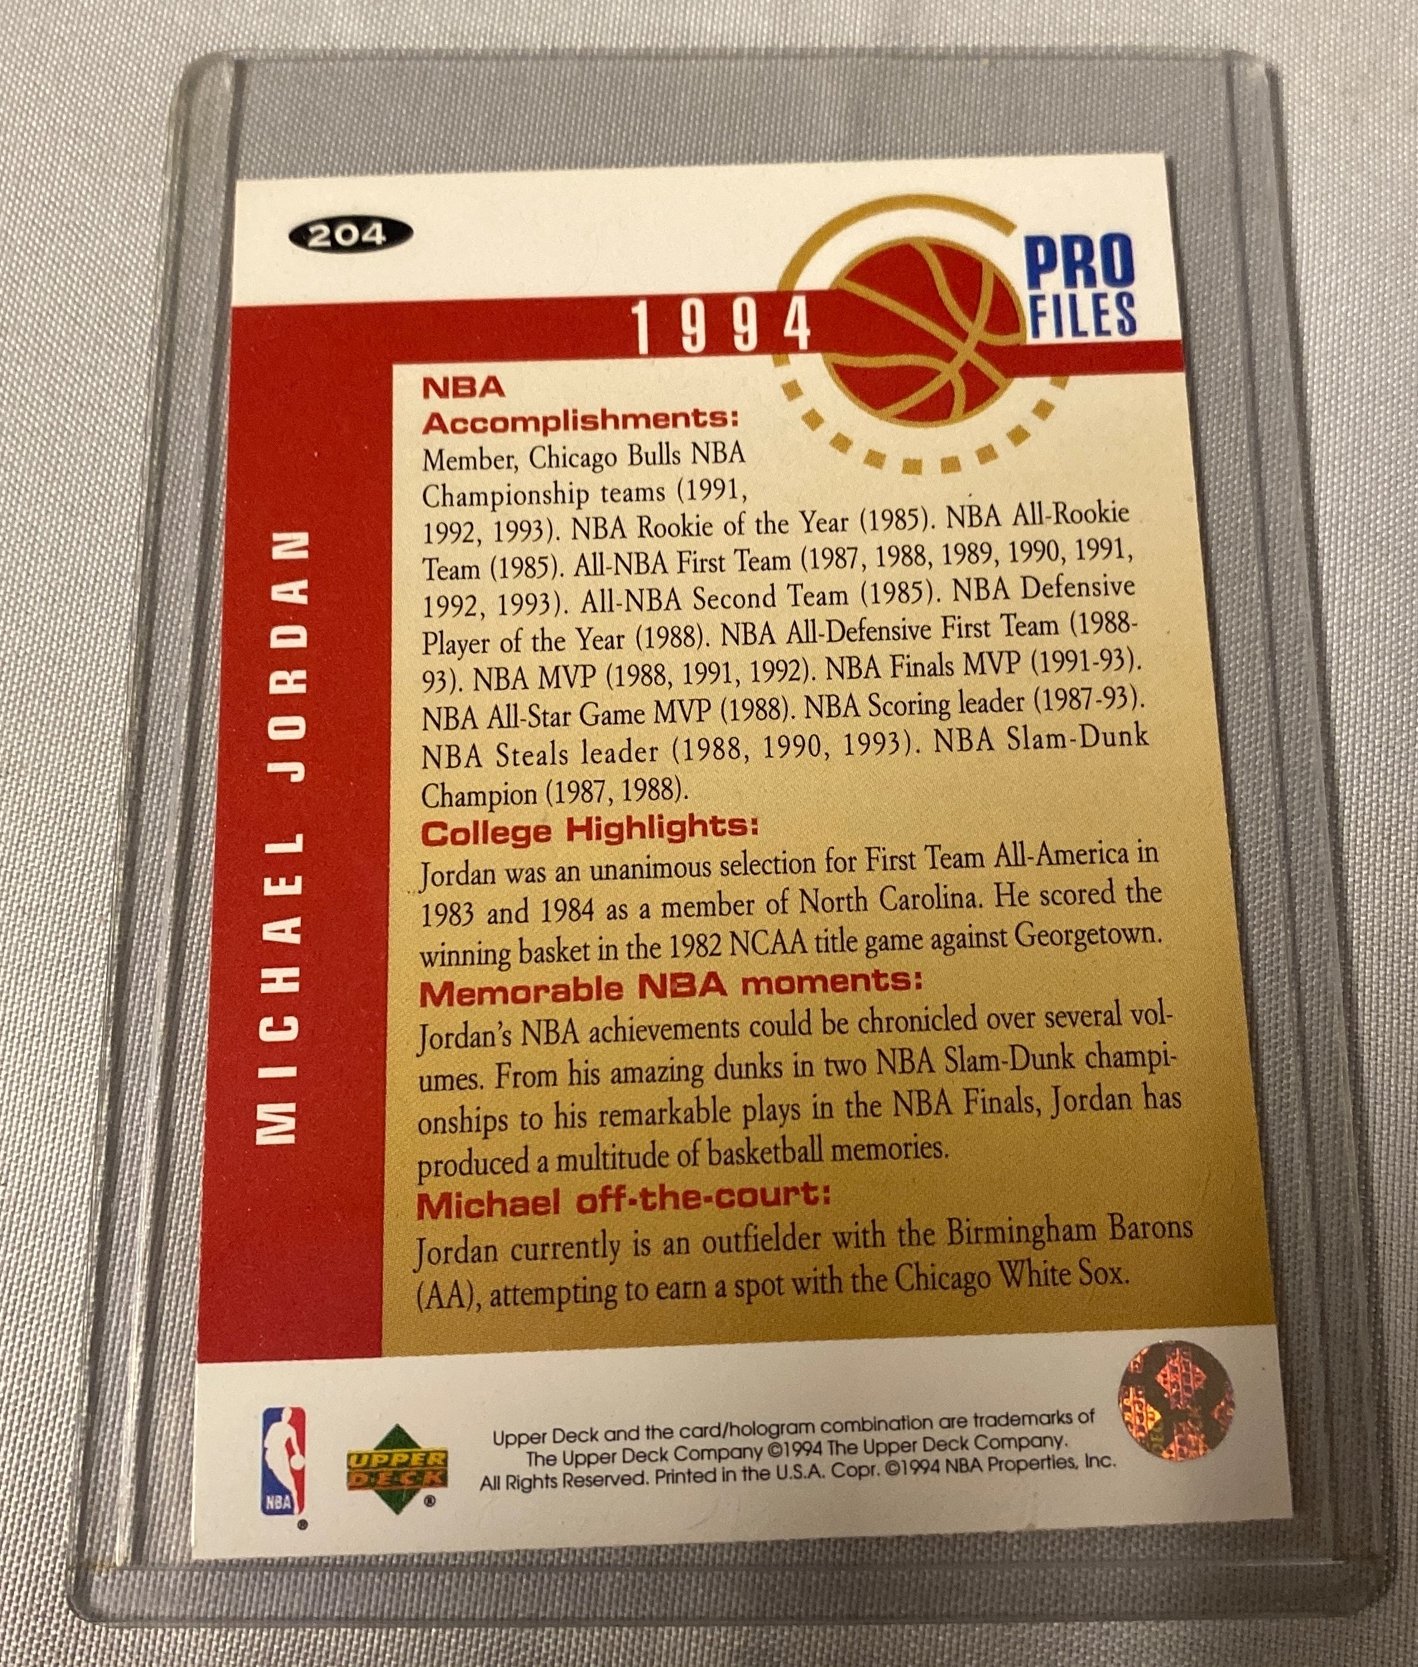 204
PRO
FILES
1994
MICHAEL JORDAN
NBA
Accomplishments:
Member, Chicago Bulls NBA
Championship teams (1991,
1992, 1993). NBA Rookie of the Year (1985). NBA All-Rookie
Team (1985). All-NBA First Team (1987, 1988, 1989, 1990, 1991,
1992, 1993). All-NBA Second Team (1985). NBA Defensive
Player of the Year (1988). NBA All-Defensive First Team (1988-
93). NBA MVP (1988, 1991, 1992). NBA Finals MVP (1991-93).
NBA All-Star Game MVP (1988). NBA Scoring leader (1987-93).
NBA Steals leader (1988, 1990, 1993). NBA Slam-Dunk
Champion (1987, 1988).
College Highlights:
Jordan was an unanimous selection for First Team All-America in
1983 and 1984 as a member of North Carolina. He scored the
winning basket in the 1982 NCAA title game against Georgetown.
Memorable NBA moments:
Jordan's NBA achievements could be chronicled over several vol-
umes. From his amazing dunks in two NBA Slam-Dunk champi-
onships to his remarkable plays in the NBA Finals, Jordan has
produced a multitude of basketball memories.
Michael off-the-court:
Jordan currently is an outfielder with the Birmingham Barons
(AA), attempting to earn a spot with the Chicago White Sox.
NBA ®
UPPER
DECK ®
Upper Deck and the card/hologram combination are trademarks of
The Upper Deck Company ©1994 The Upper Deck Company.
All Rights Reserved. Printed in the U.S.A. Copr. ©1994 NBA Properties, Inc.